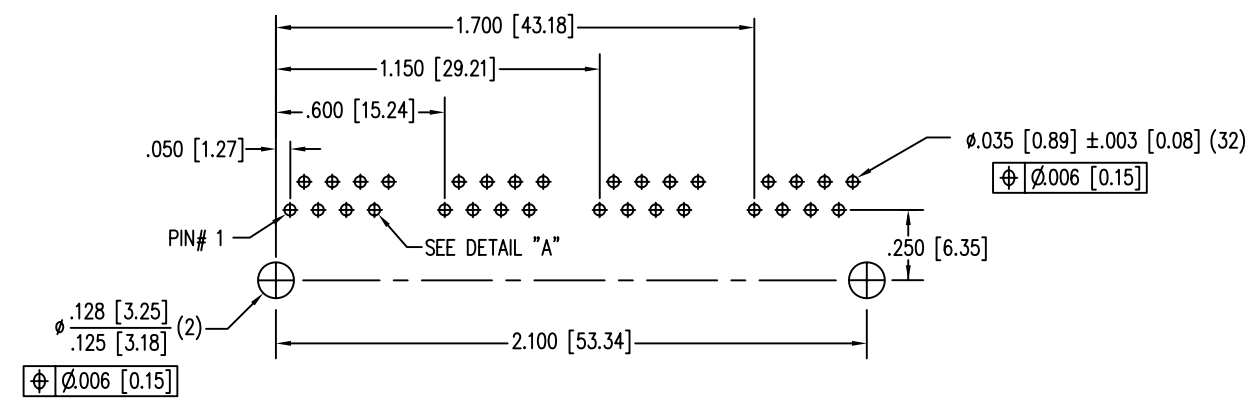 1.700 [43.18]
1.150 [29.21]
.600 [15.24]
.050 [1.27]
ø.035 [0.89] ±.003 [0.08] (32)
⌖ Ø.006 [0.15]
PIN# 1
SEE DETAIL "A"
.250 [6.35]
ø .128 [3.25]
.125 [3.18] (2)
2.100 [53.34]
⌖ Ø.006 [0.15]